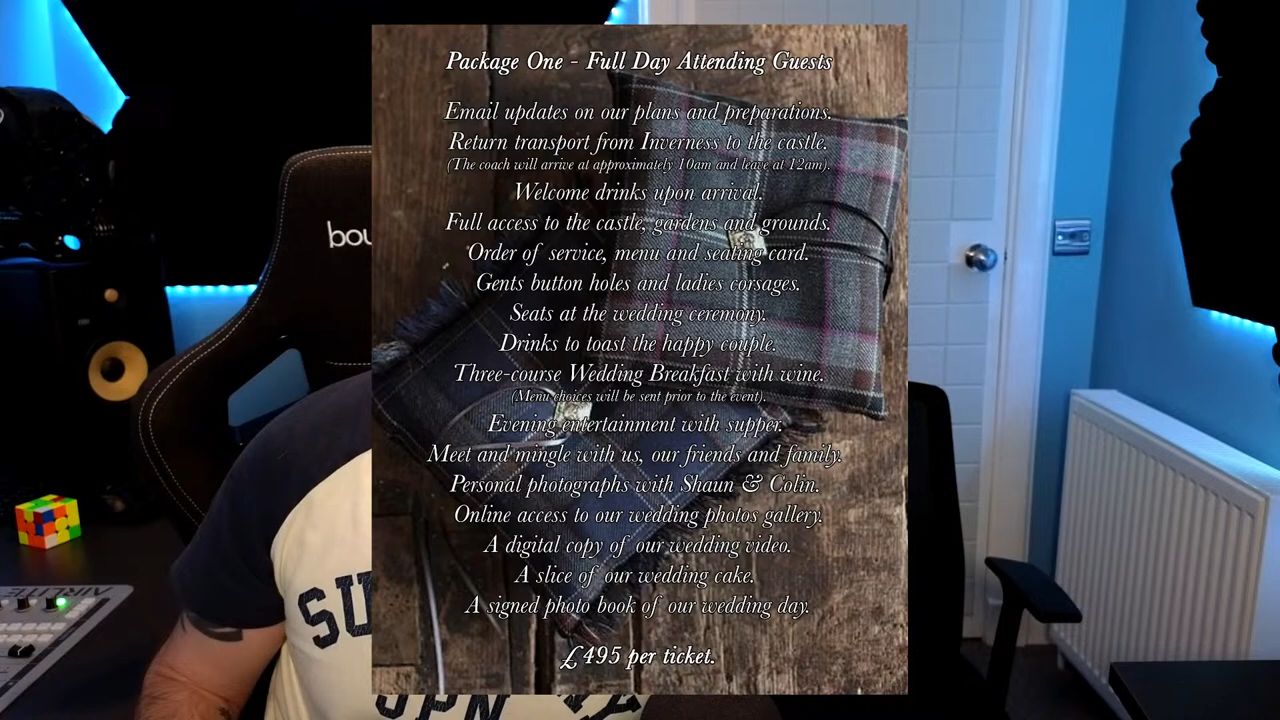 Package One - Full Day Attending Guests
Email updates on our plans and preparations.
Return transport from Inverness to the castle.
(The coach will arrive at approximately 10am and leave at 12am).
Welcome drinks upon arrival.
Full access to the castle, gardens and grounds.
Order of service, menu and seating card.
Gents button holes and ladies corsages.
Seats at the wedding ceremony.
Drinks to toast the happy couple.
Three-course Wedding Breakfast with wine.
(Menu choices will be sent prior to the event).
Evening entertainment with supper.
Meet and mingle with us, our friends and family.
Personal photographs with Shaun & Colin.
Online access to our wedding photos gallery.
A digital copy of our wedding video.
A slice of our wedding cake.
A signed photo book of our wedding day.
£495 per ticket.
bou
SU
JPN